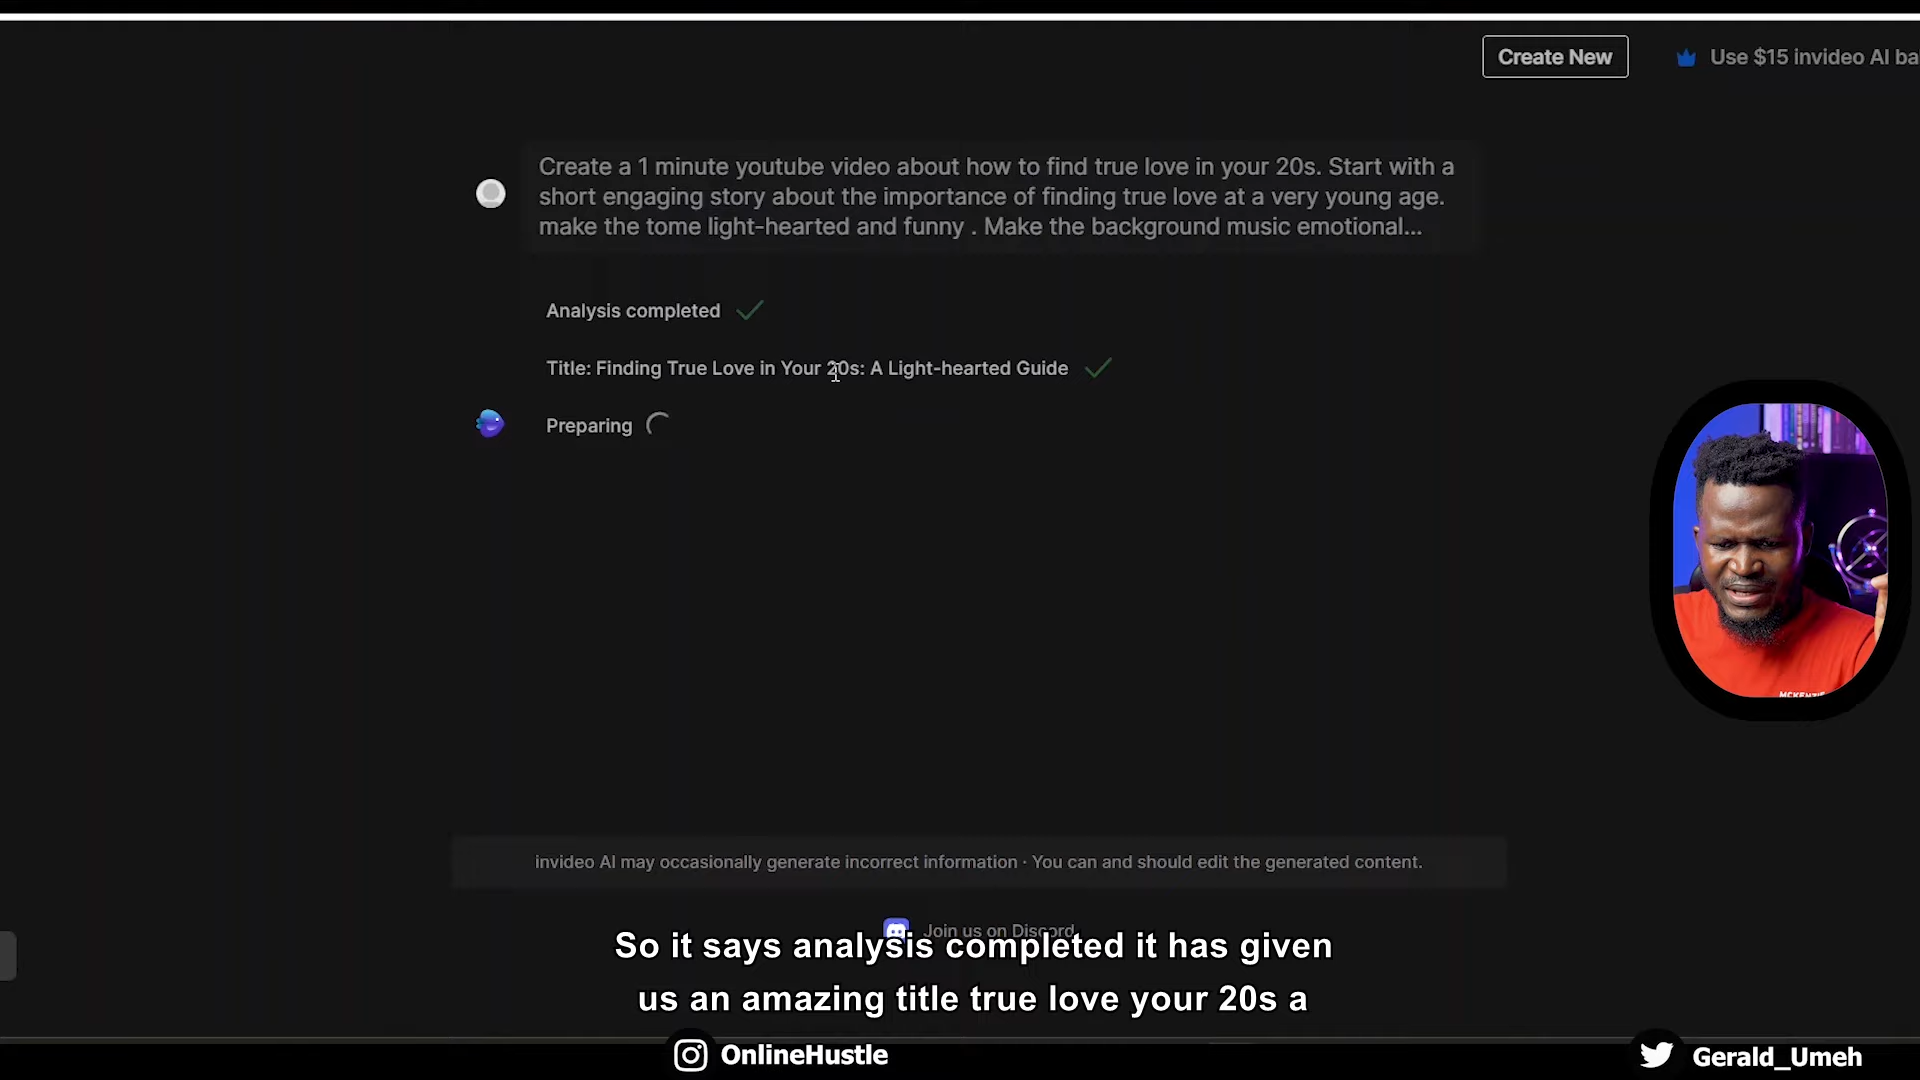 Create New
Use $15 invideo AI ba
Create a 1 minute youtube video about how to find true love in your 20s. Start with a
short engaging story about the importance of finding true love at a very young age.
make the tome light-hearted and funny . Make the background music emotional...
Analysis completed
Title: Finding True Love in Your 20s: A Light-hearted Guide
Preparing
MCKENZIE
invideo AI may occasionally generate incorrect information · You can and should edit the generated content.
Join us on Discord
So it says analysis completed it has given
us an amazing title true love your 20s a
OnlineHustle
Gerald_Umeh